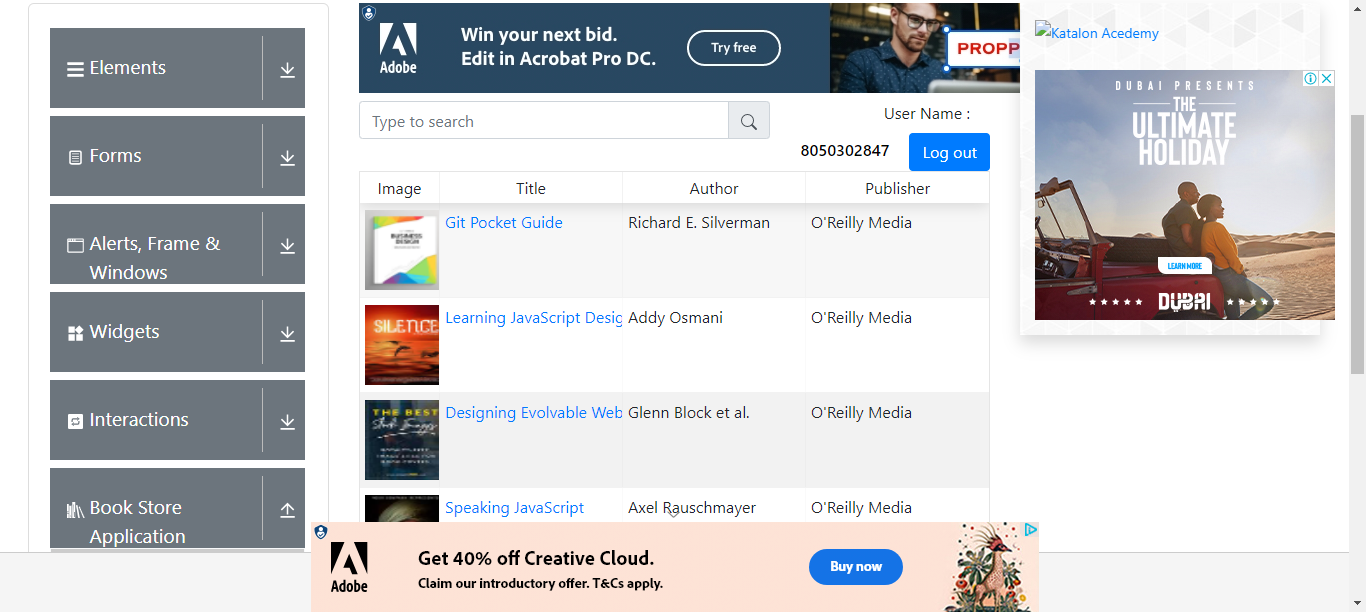 Elements
Forms
Alerts, Frame &
Windows
Widgets
Interactions
Book Store
Application
Adobe
Win your next bid.
Edit in Acrobat Pro DC.
Try free
PROPP
User Name :
Type to search
8050302847
Log out
Image Title Author Publisher
BUSINESS
DESIGN
Git Pocket Guide Richard E. Silverman O'Reilly Media
SILENCE
Learning JavaScript Desig Addy Osmani O'Reilly Media
THE BEST
Designing Evolvable Web Glenn Block et al. O'Reilly Media
Speaking JavaScript Axel Rauschmayer O'Reilly Media
Katalon Acedemy
DUBAI PRESENTS
THE
ULTIMATE
HOLIDAY
LEARN MORE
DUBAI
Adobe
Get 40% off Creative Cloud.
Claim our introductory offer. T&Cs apply.
Buy now